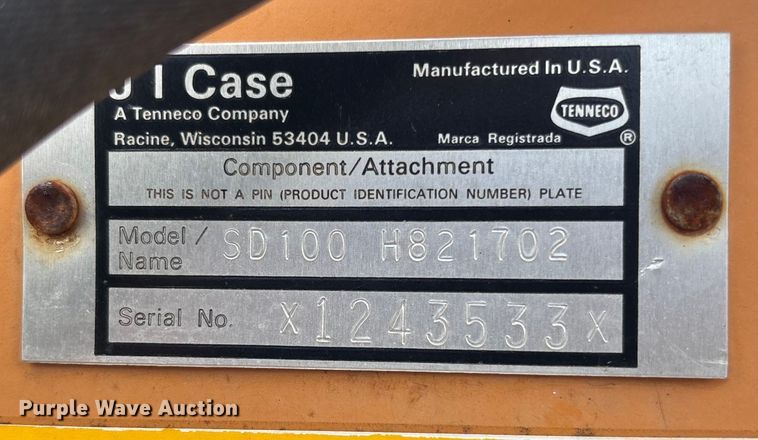 J I Case
Manufactured In U.S.A.
A Tenneco Company
TENNECO
Racine, Wisconsin 53404 U.S.A.
Marca Registrada ®
Component/Attachment
THIS IS NOT A PIN (PRODUCT IDENTIFICATION NUMBER) PLATE
Model / Name SD100 H821702
Serial No. X1243533X
Purple Wave Auction